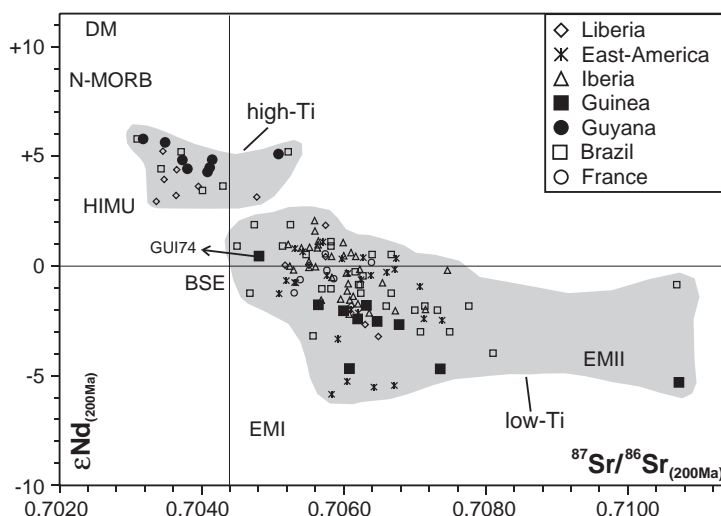 +10
+5
0
-5
-10
DM
N-MORB
HIMU
GUI74
BSE
high-Ti
Liberia
East-America
Iberia
Guinea
Guyana
Brazil
France
EMI
EMII
low-Ti
εNd(200Ma)
87Sr/86Sr(200Ma)
0.7020 0.7040 0.7060 0.7080 0.7100